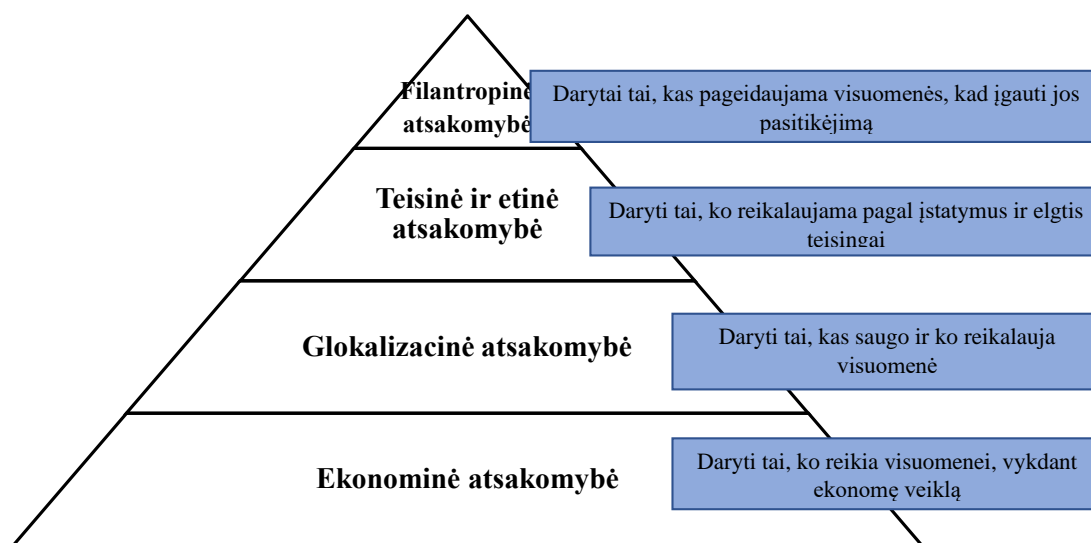 Filantropinė
atsakomybė
Darytai tai, kas pageidaujama visuomenės, kad įgauti jos
pasitikėjimą
Teisinė ir etinė
atsakomybė
Daryti tai, ko reikalaujama pagal įstatymus ir elgtis
teisingai
Glokalizacinė atsakomybė
Daryti tai, kas saugo ir ko reikalauja
visuomenė
Ekonominė atsakomybė
Daryti tai, ko reikia visuomenei, vykdant
ekonomę veiklą